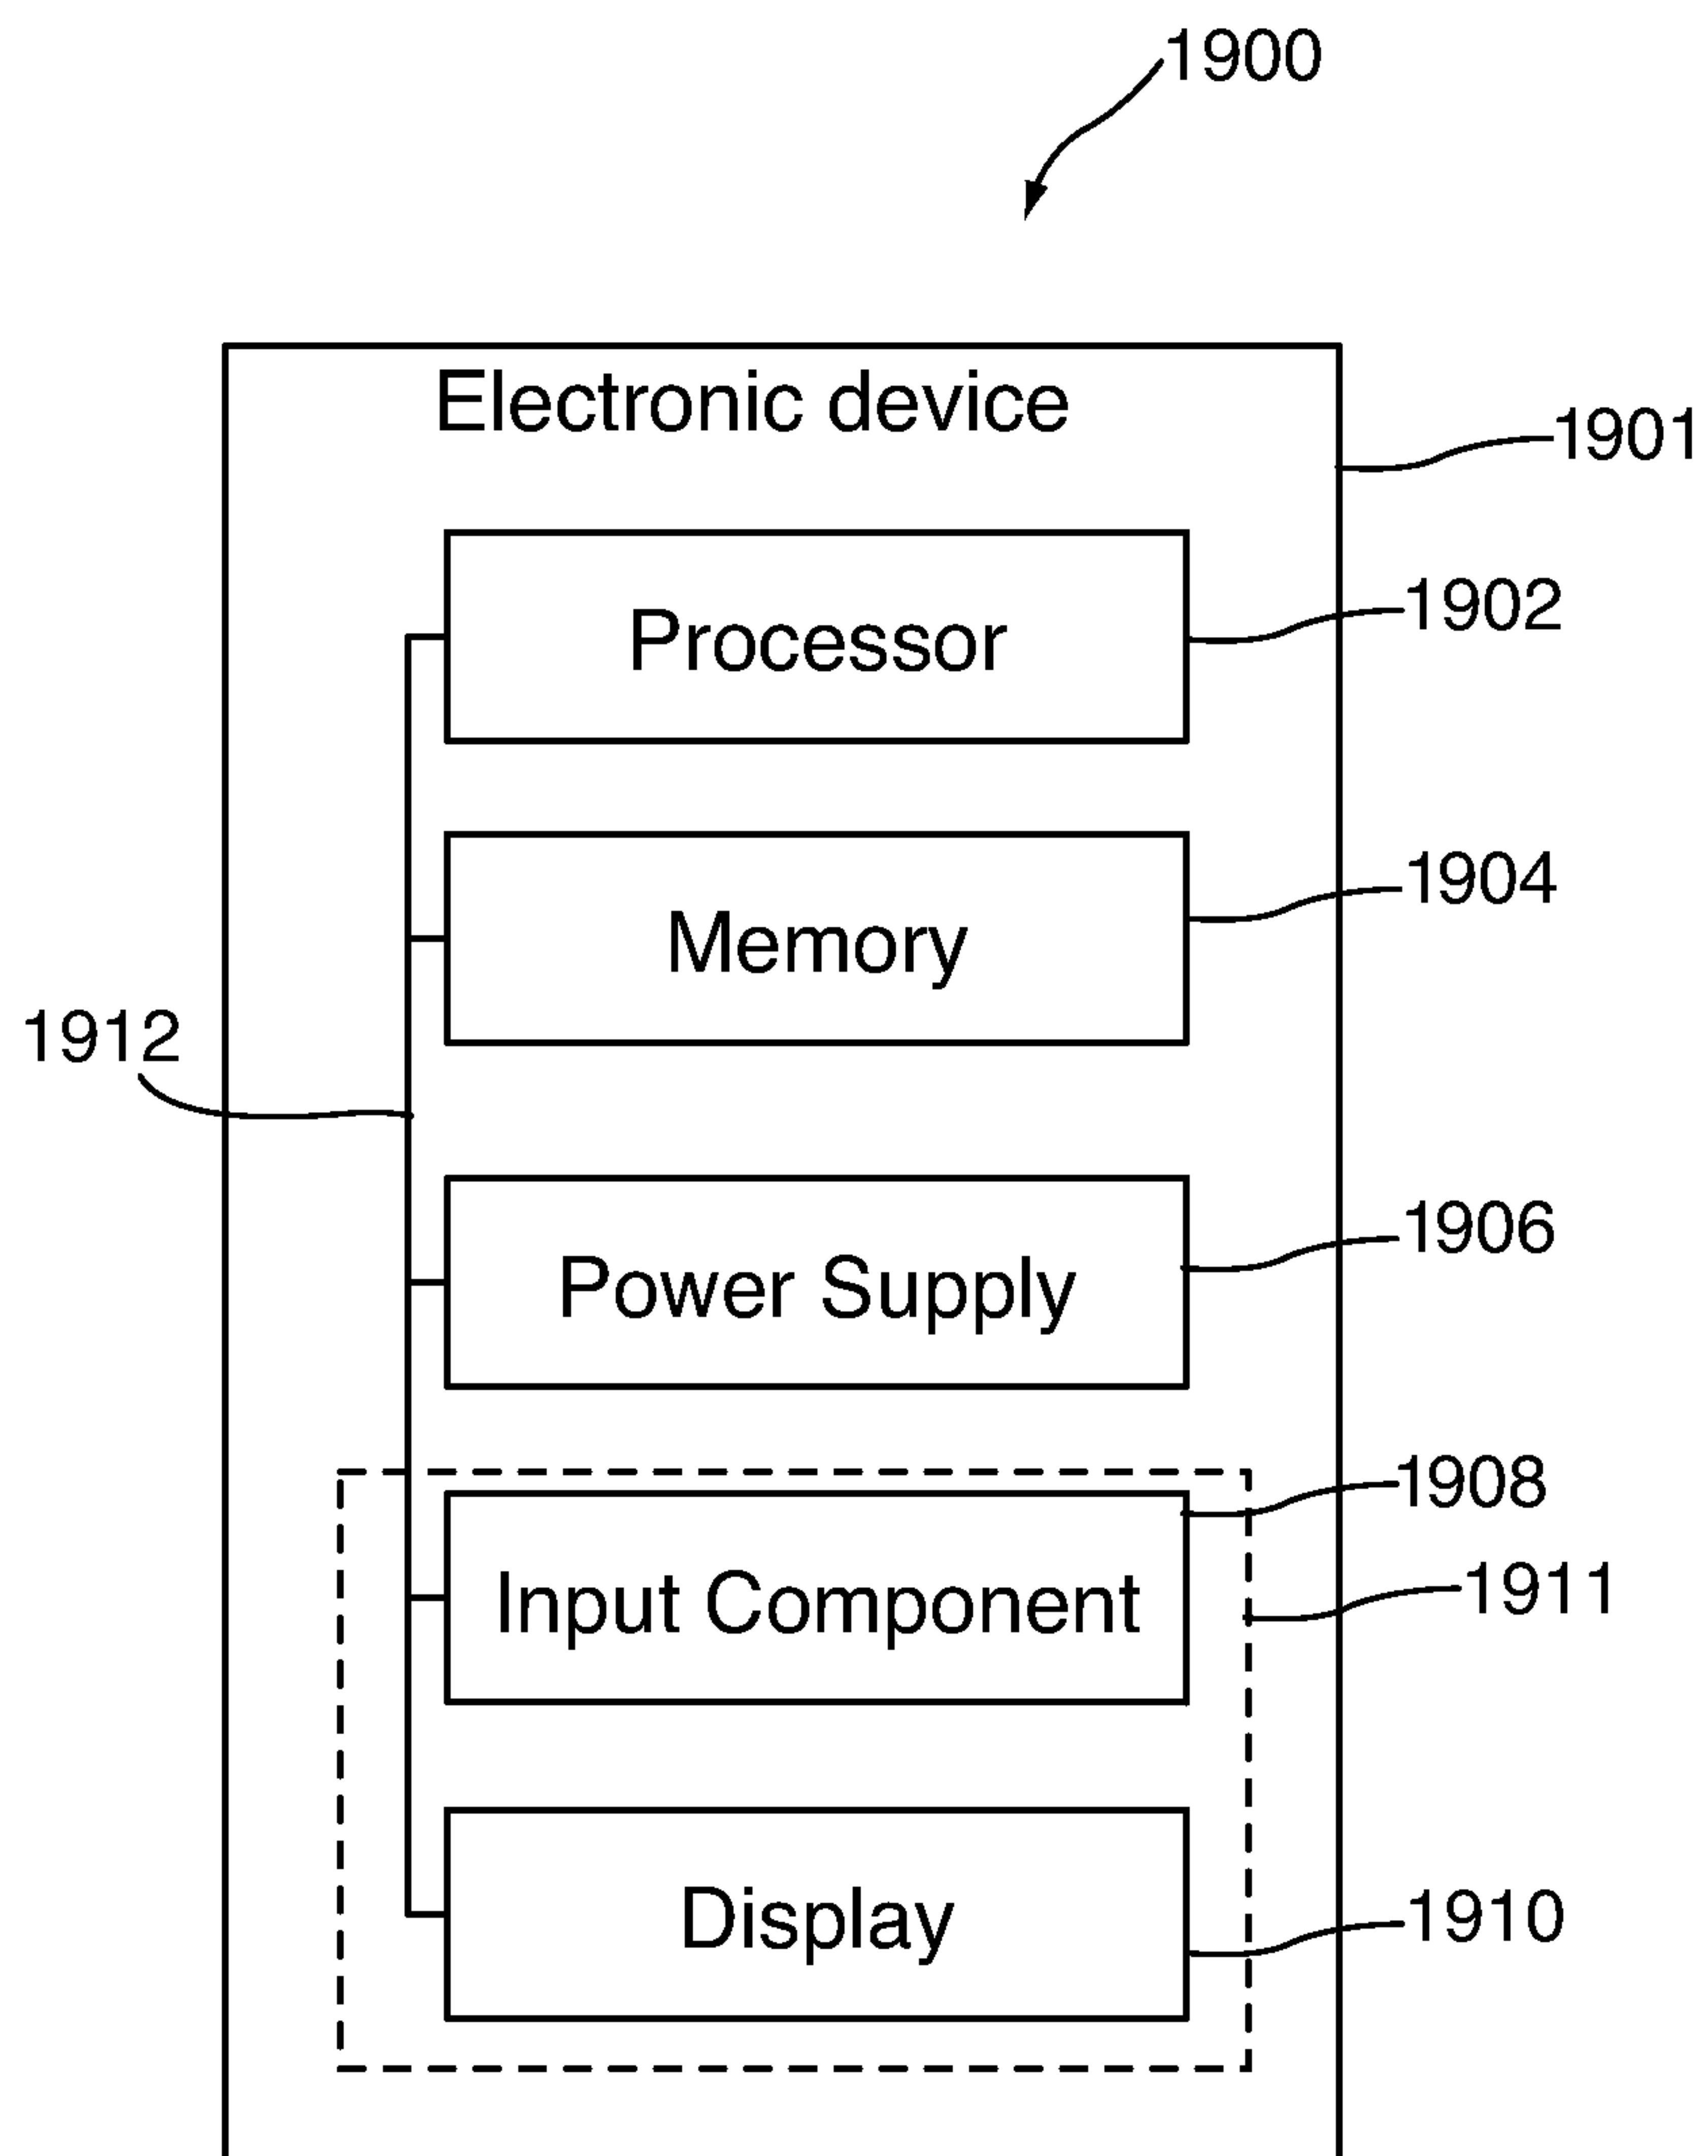 1900
Electronic device
1901
Processor
1902
Memory
1904
1912
Power Supply
1906
1908
Input Component
1911
Display
1910